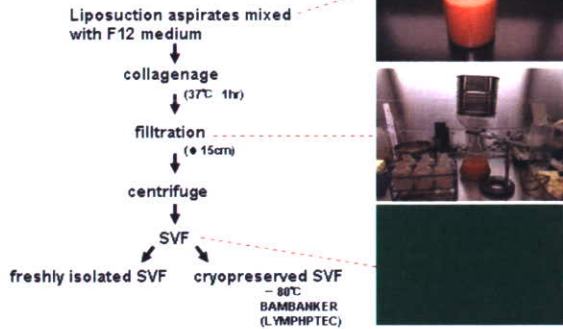 Liposuction aspirates mixed
with F12 medium
collagenage
(37℃ 1hr)
filltration
(● 15cm)
centrifuge
SVF
freshly isolated SVF cryopreserved SVF
－80℃
BAMBANKER
(LYMPHPTEC)